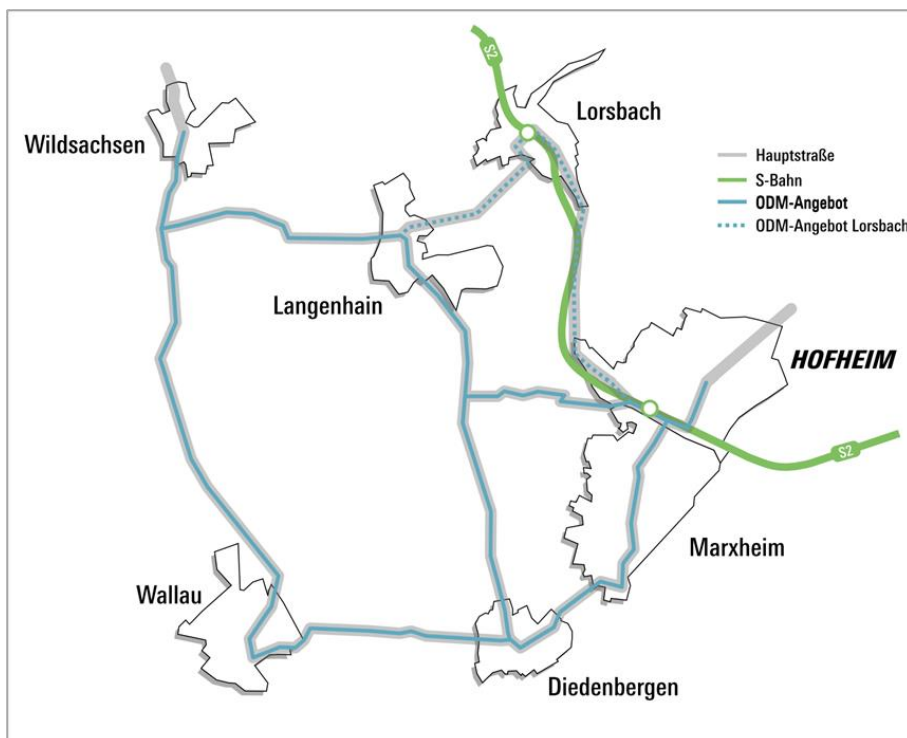 S2
Lorsbach
Wildsachsen
Hauptstraße
S-Bahn
ODM-Angebot
ODM-Angebot Lorsbach
Langenhain
HOFHEIM
S2
Marxheim
Wallau
Diedenbergen